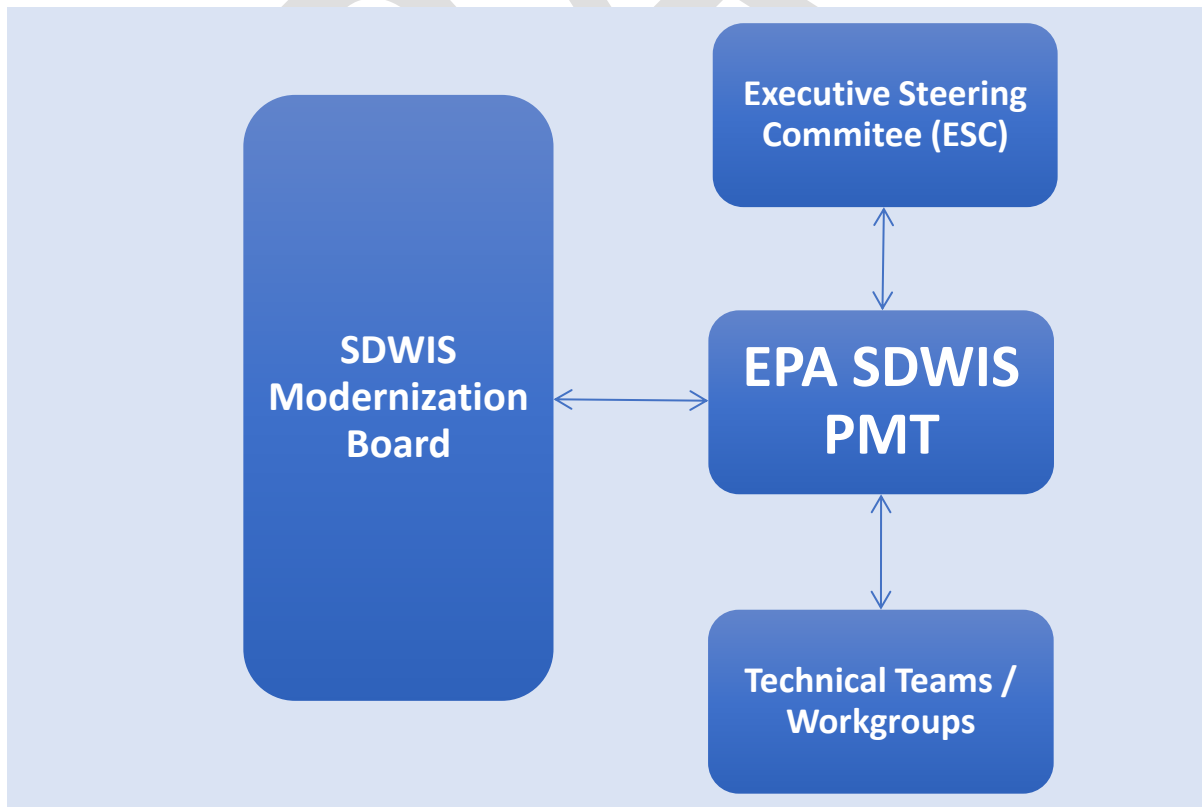 Executive Steering
Commitee (ESC)
SDWIS
Modernization
Board
EPA SDWIS
PMT
Technical Teams /
Workgroups